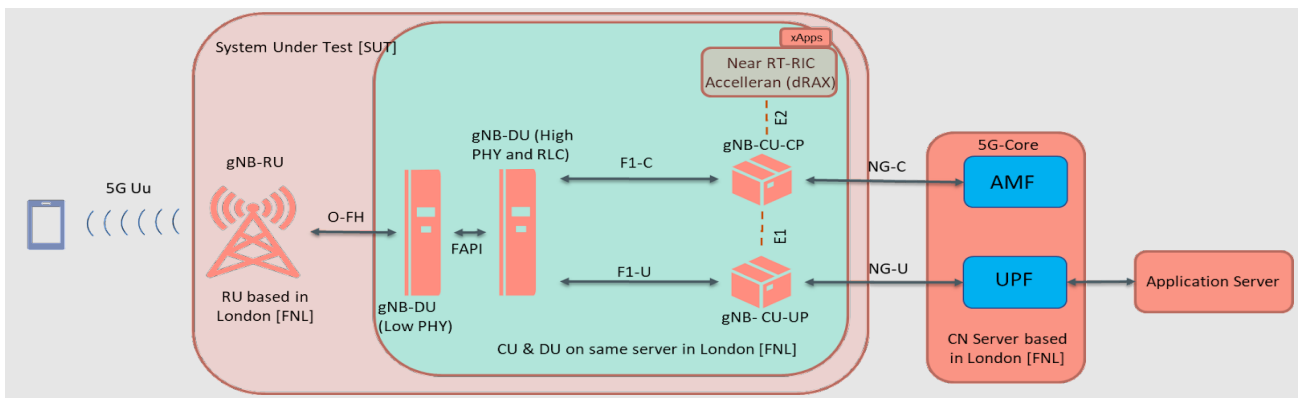 System Under Test [SUT]
xApps
Near RT-RIC
Accelleran (dRAX)
E2
gNB-DU (High
PHY and RLC)
gNB-CU-CP
5G-Core
gNB-RU
F1-C
NG-C
AMF
5G Uu
O-FH
FAPI
E1
F1-U
NG-U
UPF
Application Server
RU based in
London [FNL]
gNB-DU
(Low PHY)
gNB- CU-UP
CU & DU on same server in London [FNL]
CN Server based
in London [FNL]